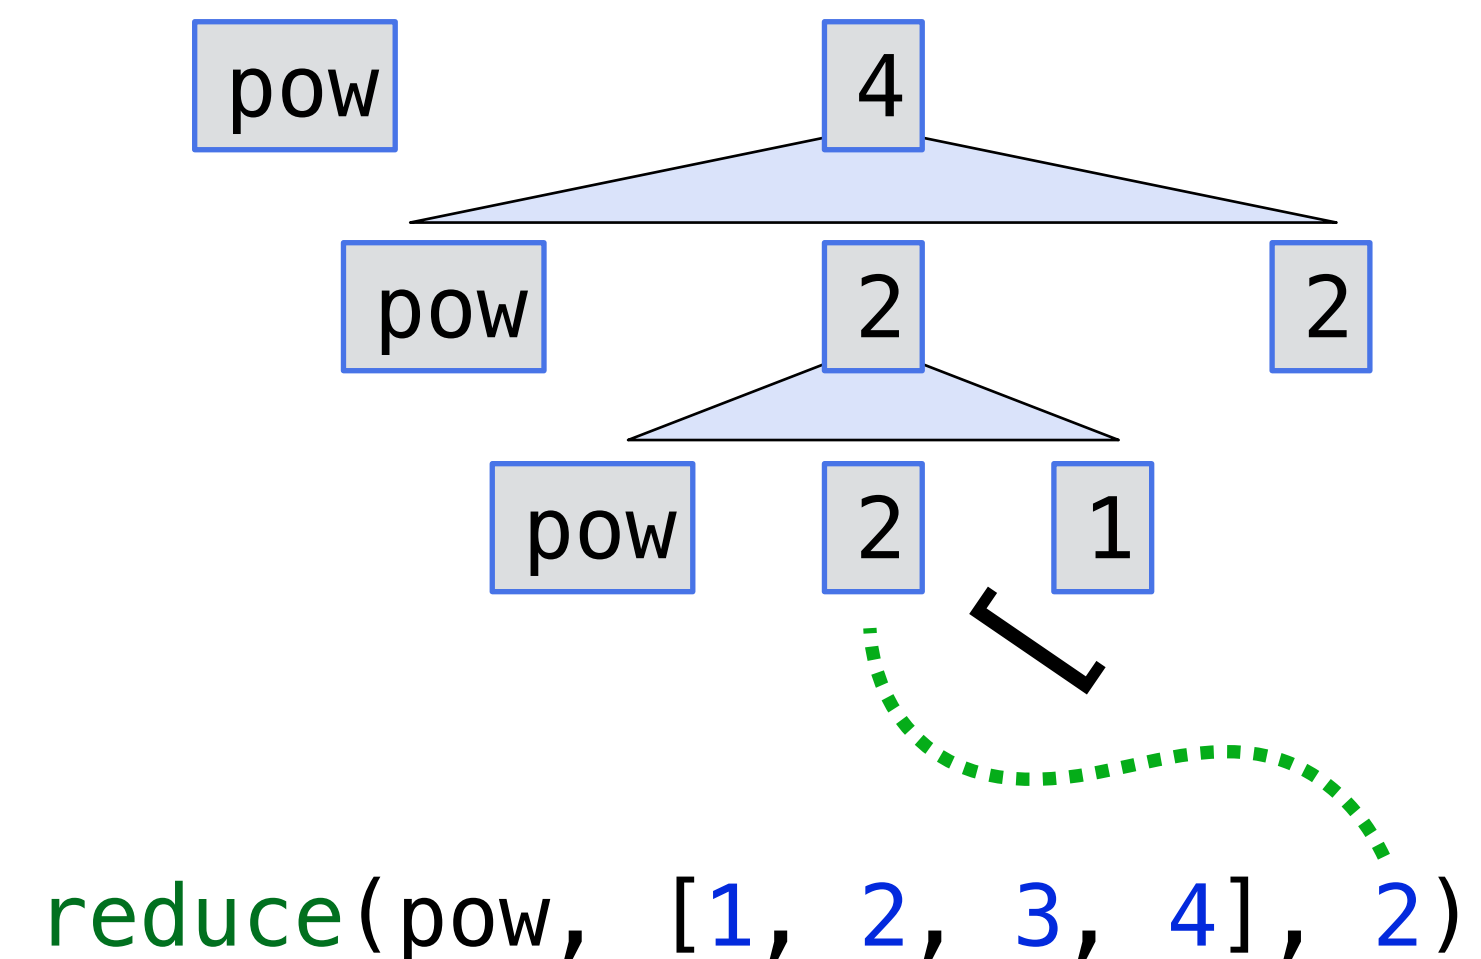 pow 4
pow 2 2
pow 2 1
reduce(pow, [1, 2, 3, 4], 2)